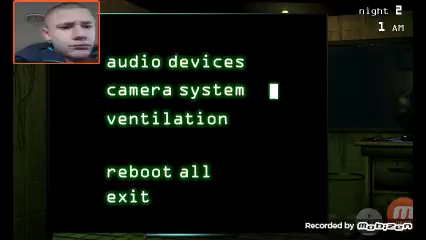 night 2
1 AM
audio devices
camera system
ventilation
reboot all
exit
Recorded by mobizen